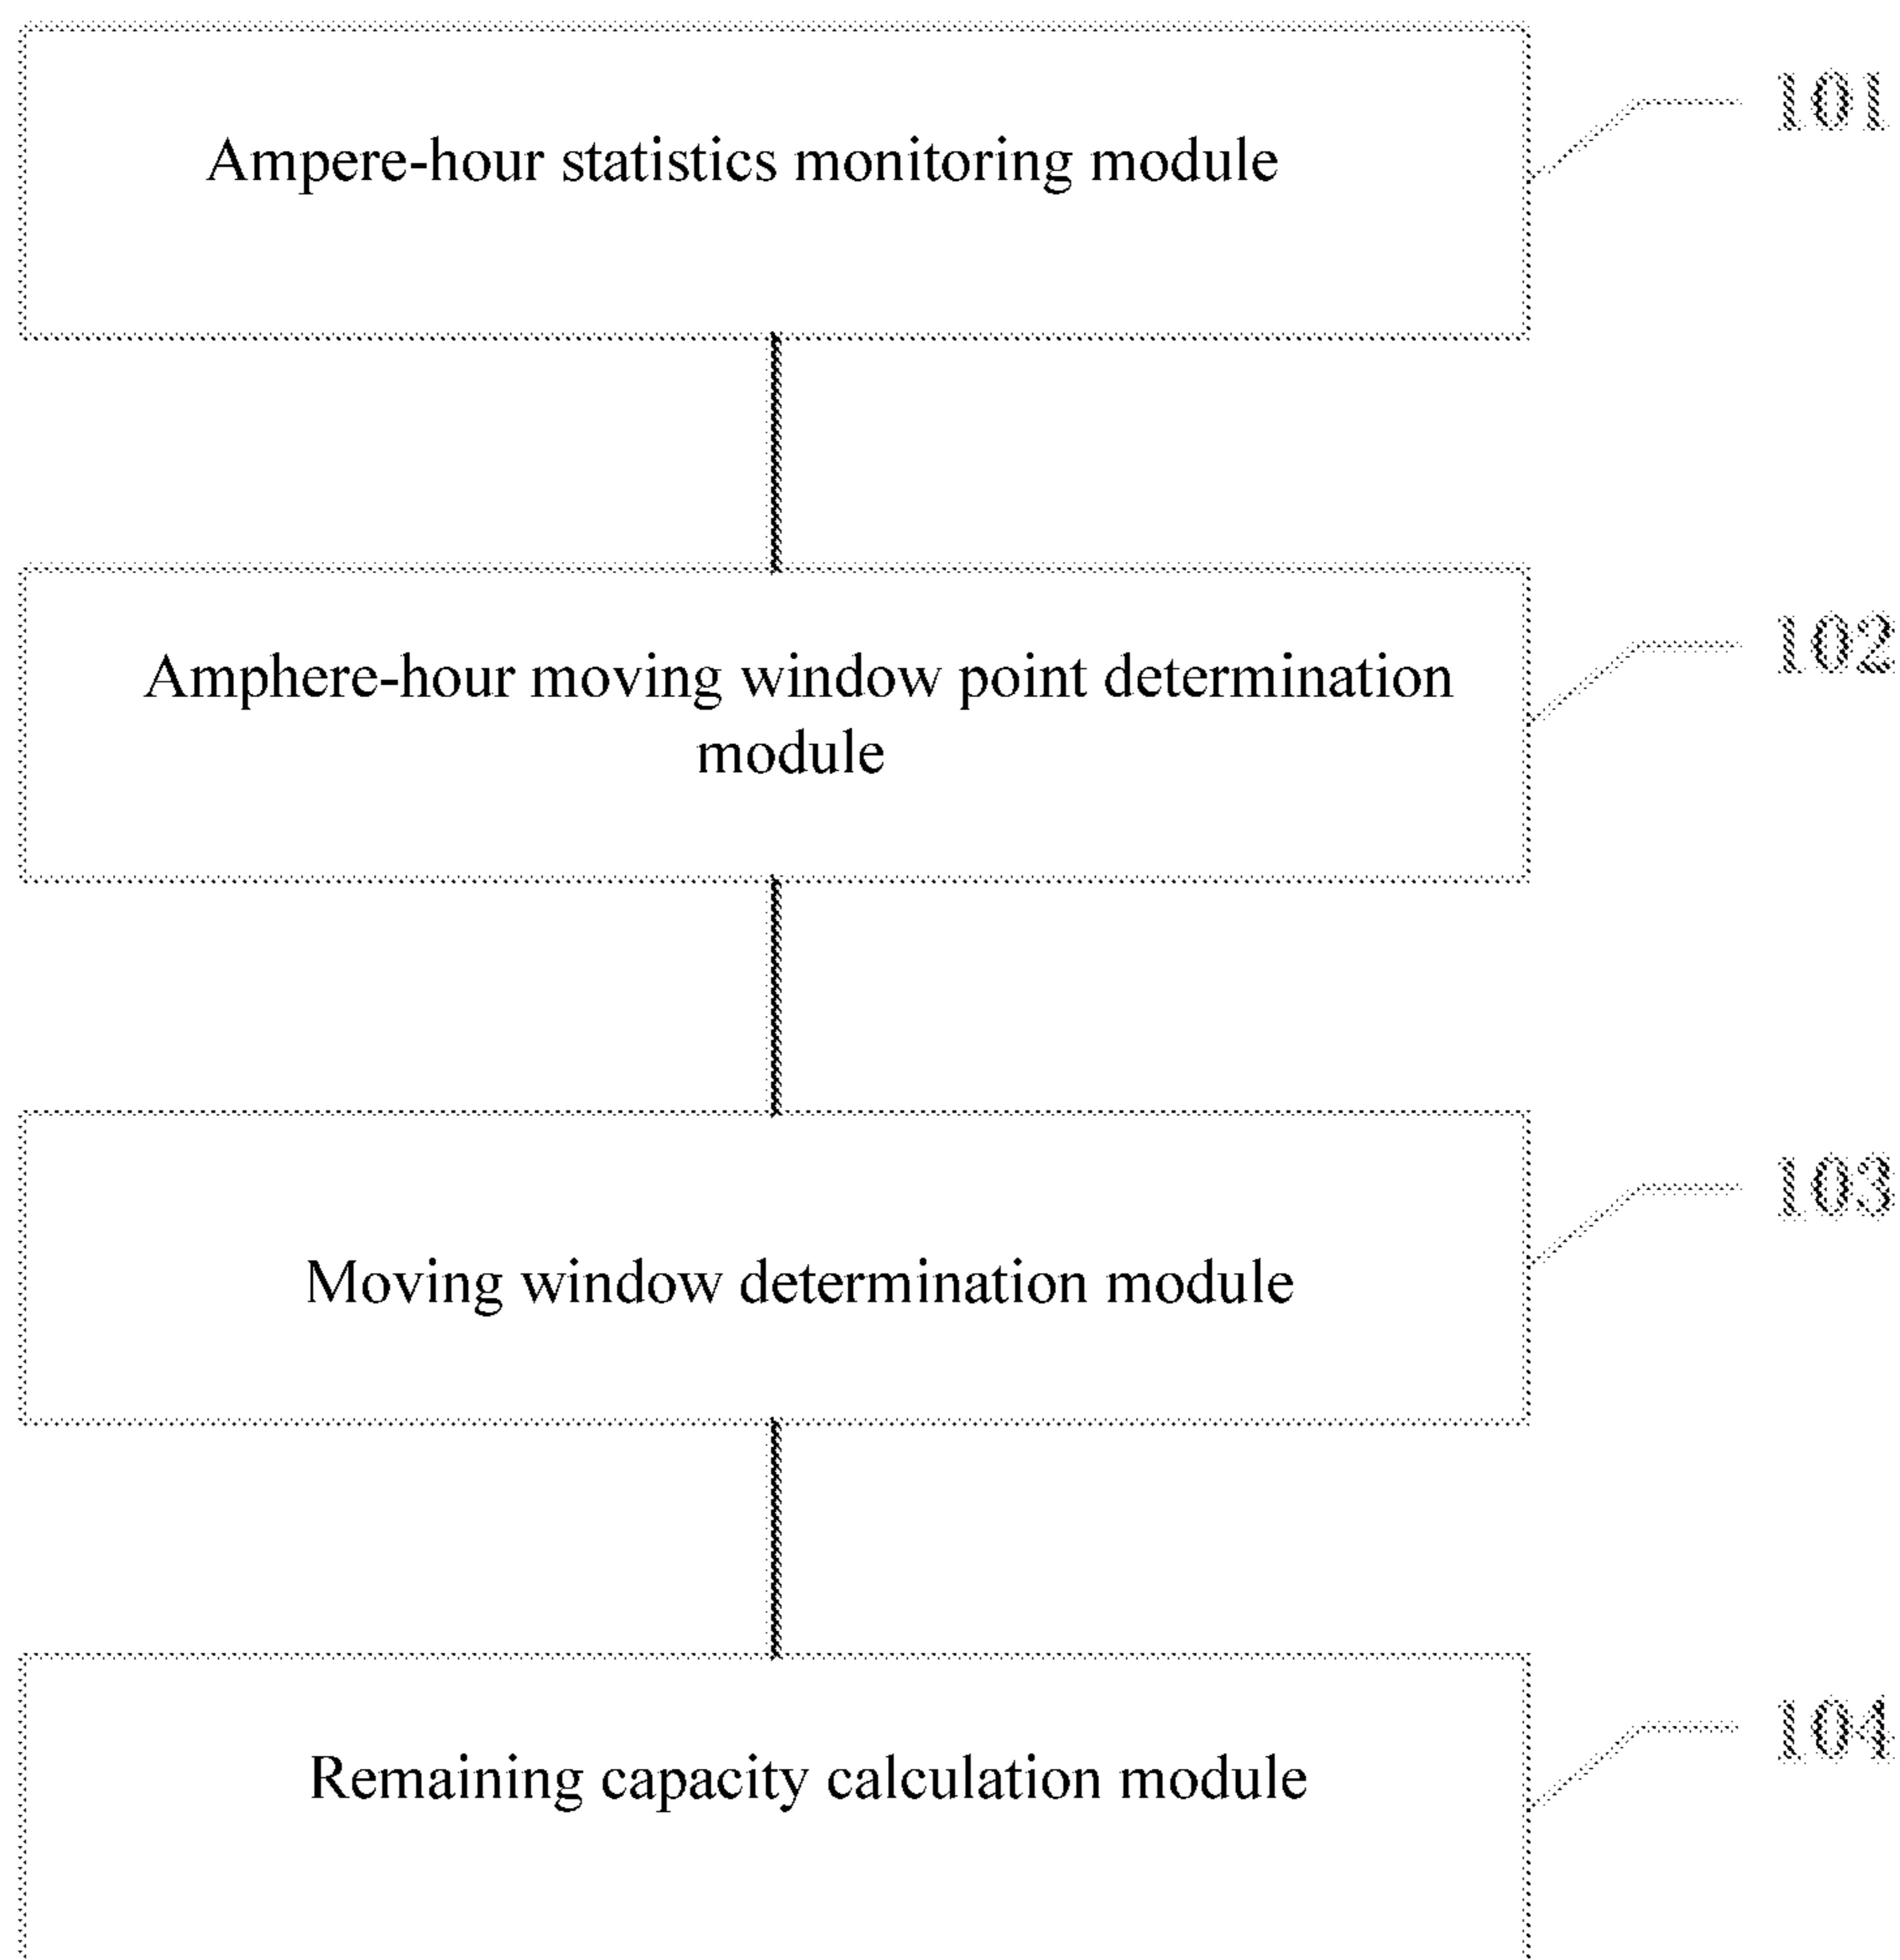 Ampere-hour statistics monitoring module
101
Amphere-hour moving window point determination
module
102
Moving window determination module
103
Remaining capacity calculation module
104